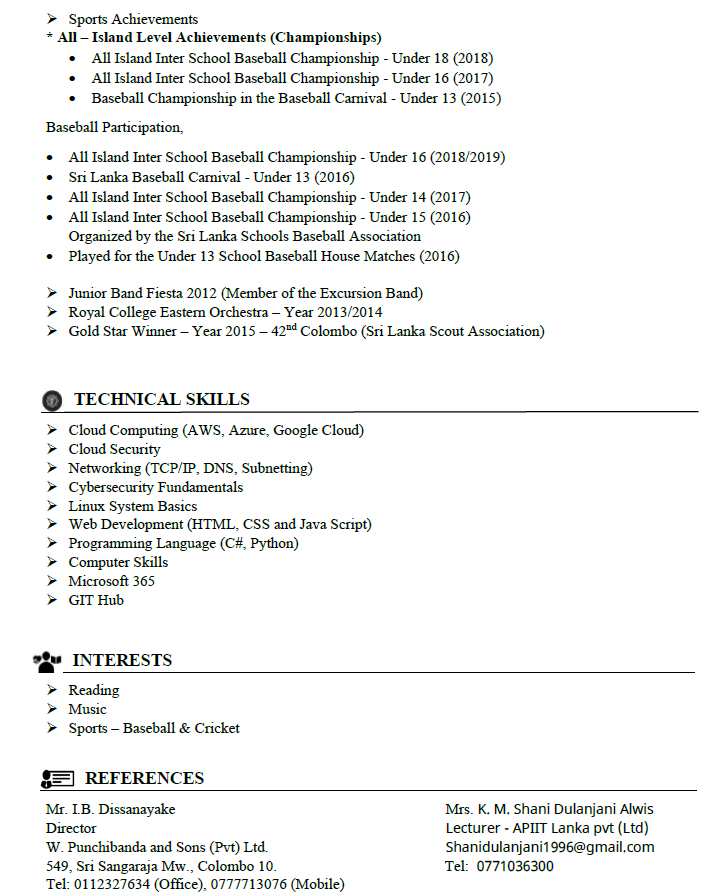 ➢ Sports Achievements
* All – Island Level Achievements (Championships)
• All Island Inter School Baseball Championship - Under 18 (2018)
• All Island Inter School Baseball Championship - Under 16 (2017)
• Baseball Championship in the Baseball Carnival - Under 13 (2015)
Baseball Participation,
• All Island Inter School Baseball Championship - Under 16 (2018/2019)
• Sri Lanka Baseball Carnival - Under 13 (2016)
• All Island Inter School Baseball Championship - Under 14 (2017)
• All Island Inter School Baseball Championship - Under 15 (2016)
Organized by the Sri Lanka Schools Baseball Association
• Played for the Under 13 School Baseball House Matches (2016)
➢ Junior Band Fiesta 2012 (Member of the Excursion Band)
➢ Royal College Eastern Orchestra – Year 2013/2014
➢ Gold Star Winner – Year 2015 – 42nd Colombo (Sri Lanka Scout Association)
TECHNICAL SKILLS
➢ Cloud Computing (AWS, Azure, Google Cloud)
➢ Cloud Security
➢ Networking (TCP/IP, DNS, Subnetting)
➢ Cybersecurity Fundamentals
➢ Linux System Basics
➢ Web Development (HTML, CSS and Java Script)
➢ Programming Language (C#, Python)
➢ Computer Skills
➢ Microsoft 365
➢ GIT Hub
INTERESTS
➢ Reading
➢ Music
➢ Sports – Baseball & Cricket
REFERENCES
Mr. I.B. Dissanayake
Director
W. Punchibanda and Sons (Pvt) Ltd.
549, Sri Sangaraja Mw., Colombo 10.
Tel: 0112327634 (Office), 0777713076 (Mobile)
Mrs. K. M. Shani Dulanjani Alwis
Lecturer - APIIT Lanka pvt (Ltd)
Shanidulanjani1996@gmail.com
Tel: 0771036300